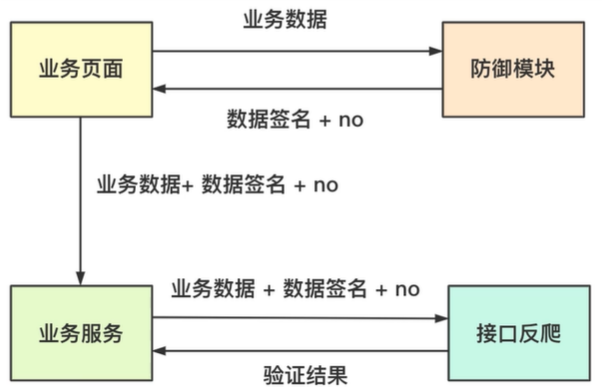 业务数据
业务页面
防御模块
数据签名 + no
业务数据+ 数据签名 + no
业务数据 + 数据签名 + no
业务服务
接口反爬
验证结果